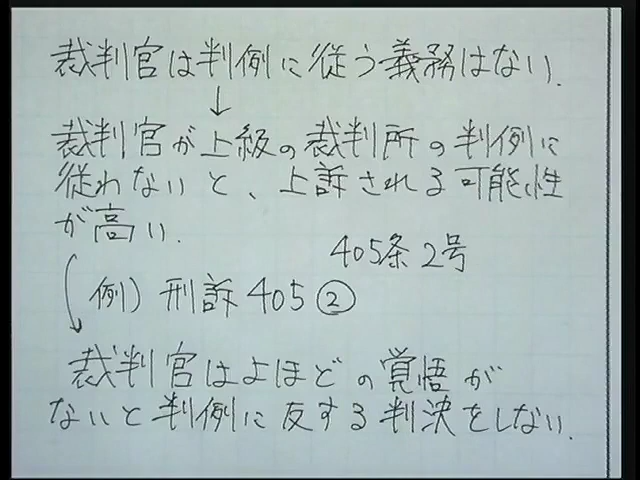 裁判官は判例に従う義務はない.
↓
裁判官が上級の裁判所の判例に
従わないと、上訴される可能性
が高い.
405条2号
例) 刑訴405②
裁判官はよほどの覚悟が
ないと判例に反する判決をしない.